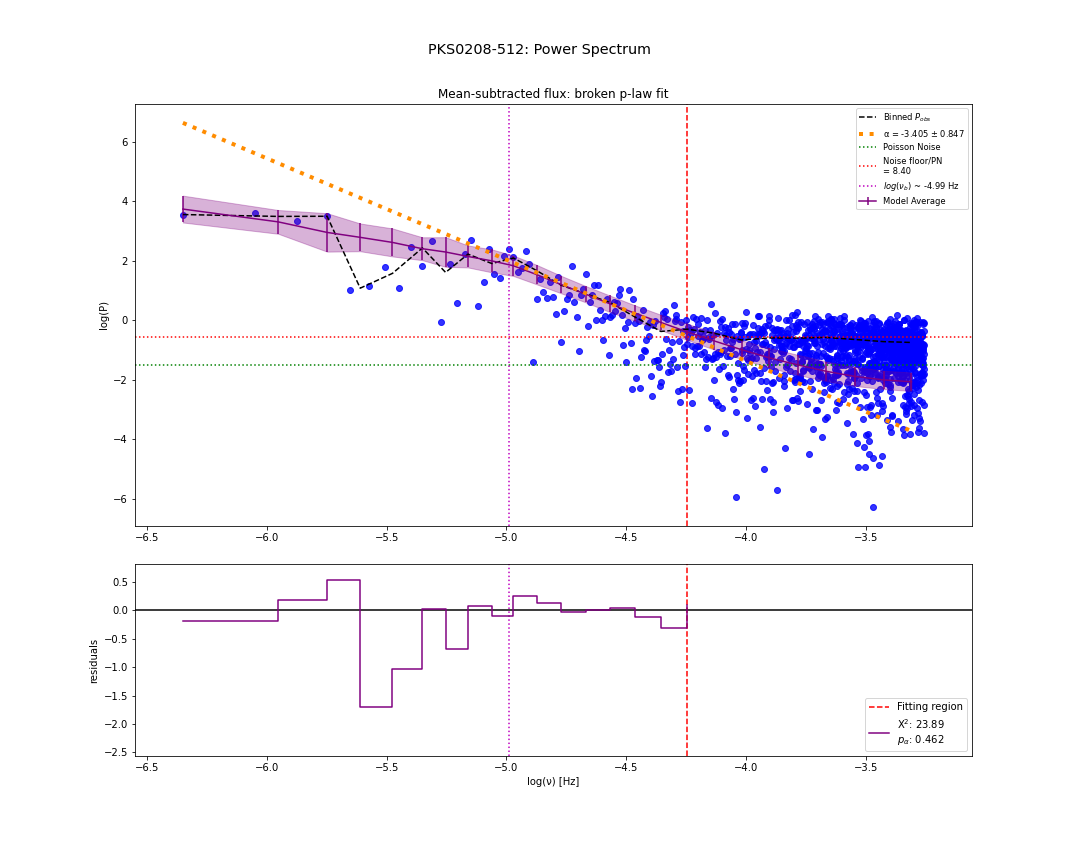 PKS0208-512: Power Spectrum
Mean-subtracted flux: broken p-law fit
log(P)
6
4
2
0
−2
−4
−6
Binned P_obs
α = -3.405 ± 0.847
Poisson Noise
Noise floor/PN
= 8.40
log(ν_b) ~ -4.99 Hz
Model Average
−6.5 −6.0 −5.5 −5.0 −4.5 −4.0 −3.5
residuals
0.5
0.0
−0.5
−1.0
−1.5
−2.0
−2.5
Fitting region
X²: 23.89
p_α: 0.462
−6.5 −6.0 −5.5 −5.0 −4.5 −4.0 −3.5
log(ν) [Hz]